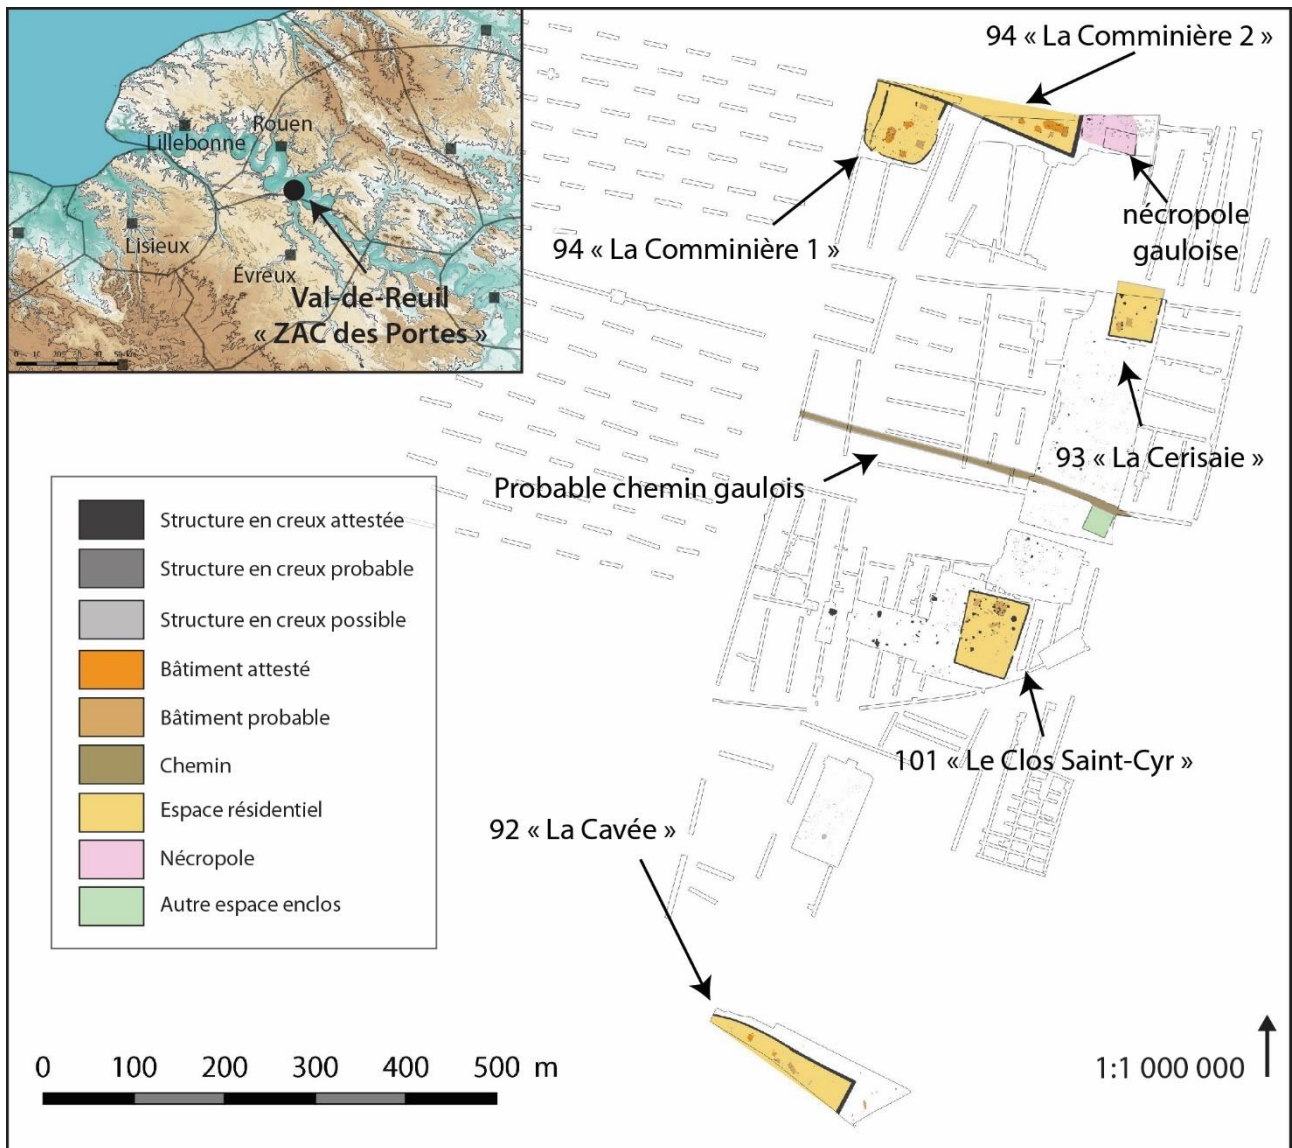 94 « La Comminière 2 »
Rouen
Lillebonne
Lisieux
Évreux
Val-de-Reuil
« ZAC des Portes »
94 « La Comminière 1 »
nécropole
gauloise
93 « La Cerisaie »
Probable chemin gaulois
Structure en creux attestée
Structure en creux probable
Structure en creux possible
Bâtiment attesté
Bâtiment probable
Chemin
Espace résidentiel
Nécropole
Autre espace enclos
101 « Le Clos Saint-Cyr »
92 « La Cavée »
0 100 200 300 400 500 m
1:1 000 000